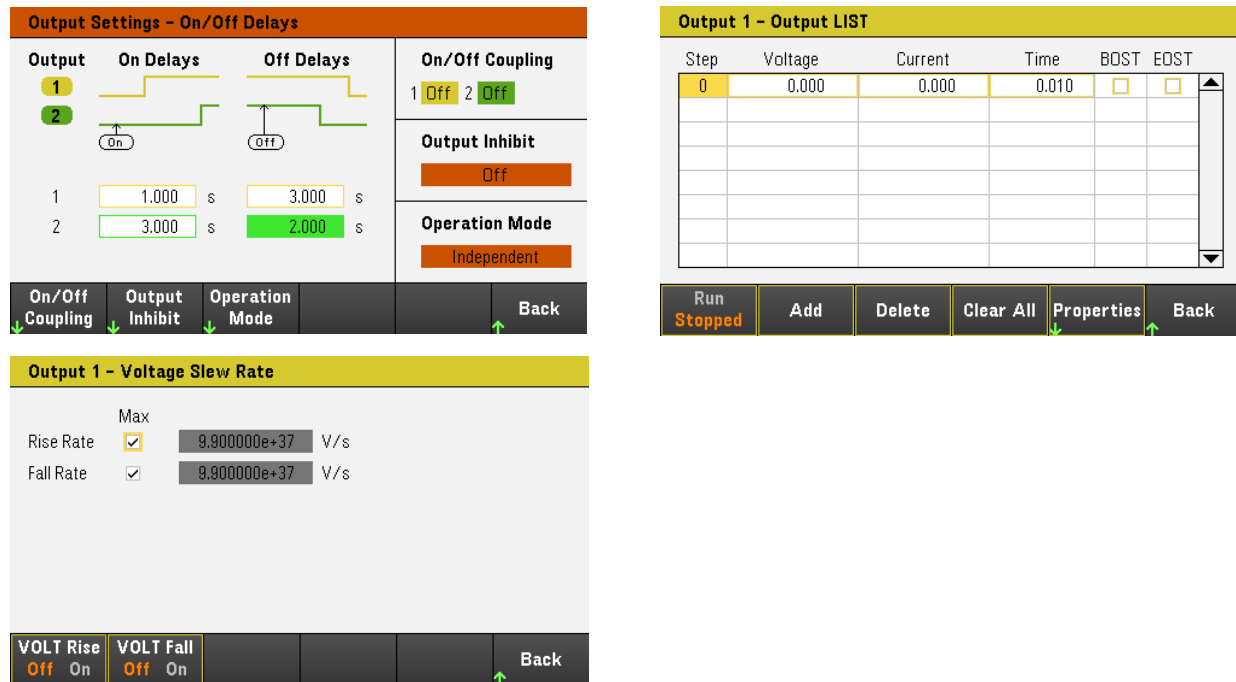 Output Settings - On/Off Delays
Output On Delays Off Delays
1
2
On Off
1 1.000 s 3.000 s
2 3.000 s 2.000 s
On/Off Coupling
1 Off 2 Off
Output Inhibit
Off
Operation Mode
Independent
On/Off Coupling Output Inhibit Operation Mode Back
Output 1 - Output LIST
Step Voltage Current Time BOST EOST
0 0.000 0.000 0.010
Run Stopped Add Delete Clear All Properties Back
Output 1 - Voltage Slew Rate
Max
Rise Rate 9.900000e+37 V/s
Fall Rate 9.900000e+37 V/s
VOLT Rise VOLT Fall
Off On Off On Back